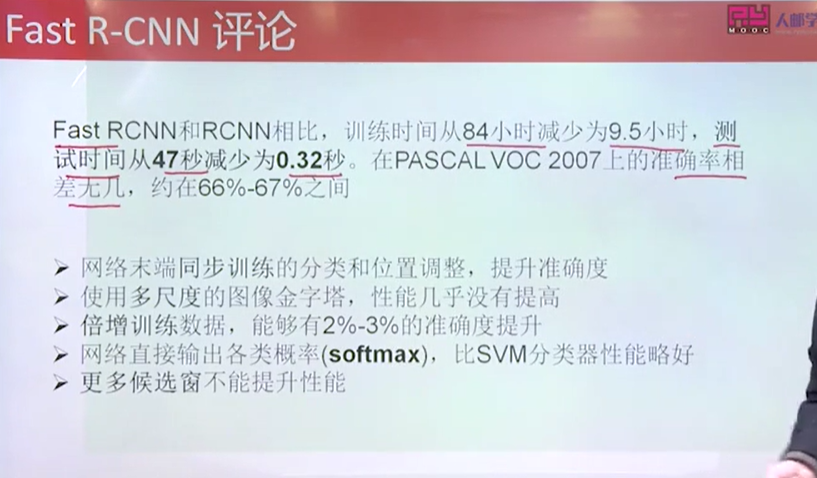 Fast R-CNN 评论
MOOC
人邮学
Fast RCNN和RCNN相比，训练时间从84小时减少为9.5小时，测
试时间从47秒减少为0.32秒。在PASCAL VOC 2007上的准确率相
差无几，约在66%-67%之间
➢ 网络末端同步训练的分类和位置调整，提升准确度
➢ 使用多尺度的图像金字塔，性能几乎没有提高
➢ 倍增训练数据，能够有2%-3%的准确度提升
➢ 网络直接输出各类概率(softmax)，比SVM分类器性能略好
➢ 更多候选窗不能提升性能